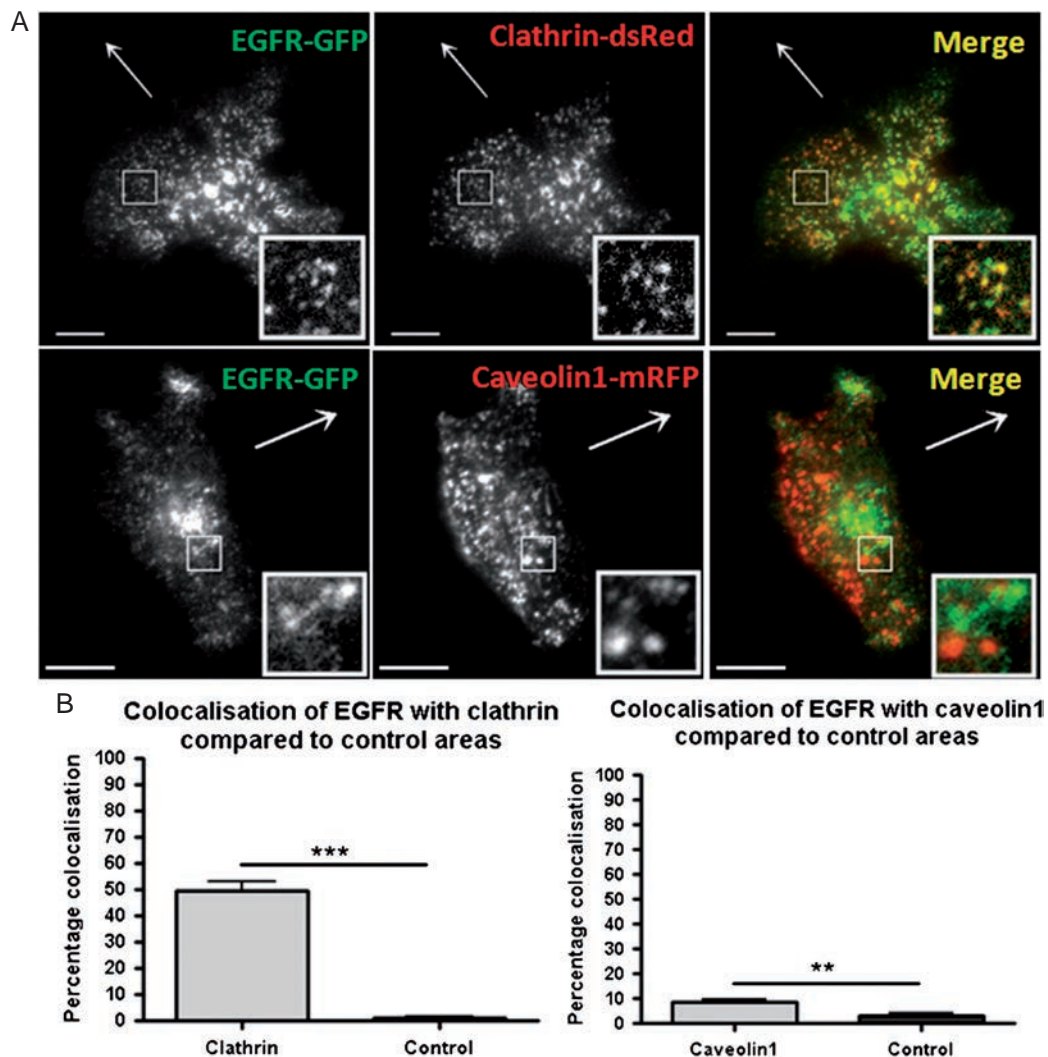 A
EGFR-GFP
Clathrin-dsRed
Merge
EGFR-GFP
Caveolin1-mRFP
Merge
B
Colocalisation of EGFR with clathrin
compared to control areas
Percentage colocalisation
100
90
80
70
60
50
40
30
20
10
0
***
Clathrin
Control
Colocalisation of EGFR with caveolin1
compared to control areas
Percentage colocalisation
100
90
80
70
60
50
40
30
20
10
0
**
Caveolin1
Control